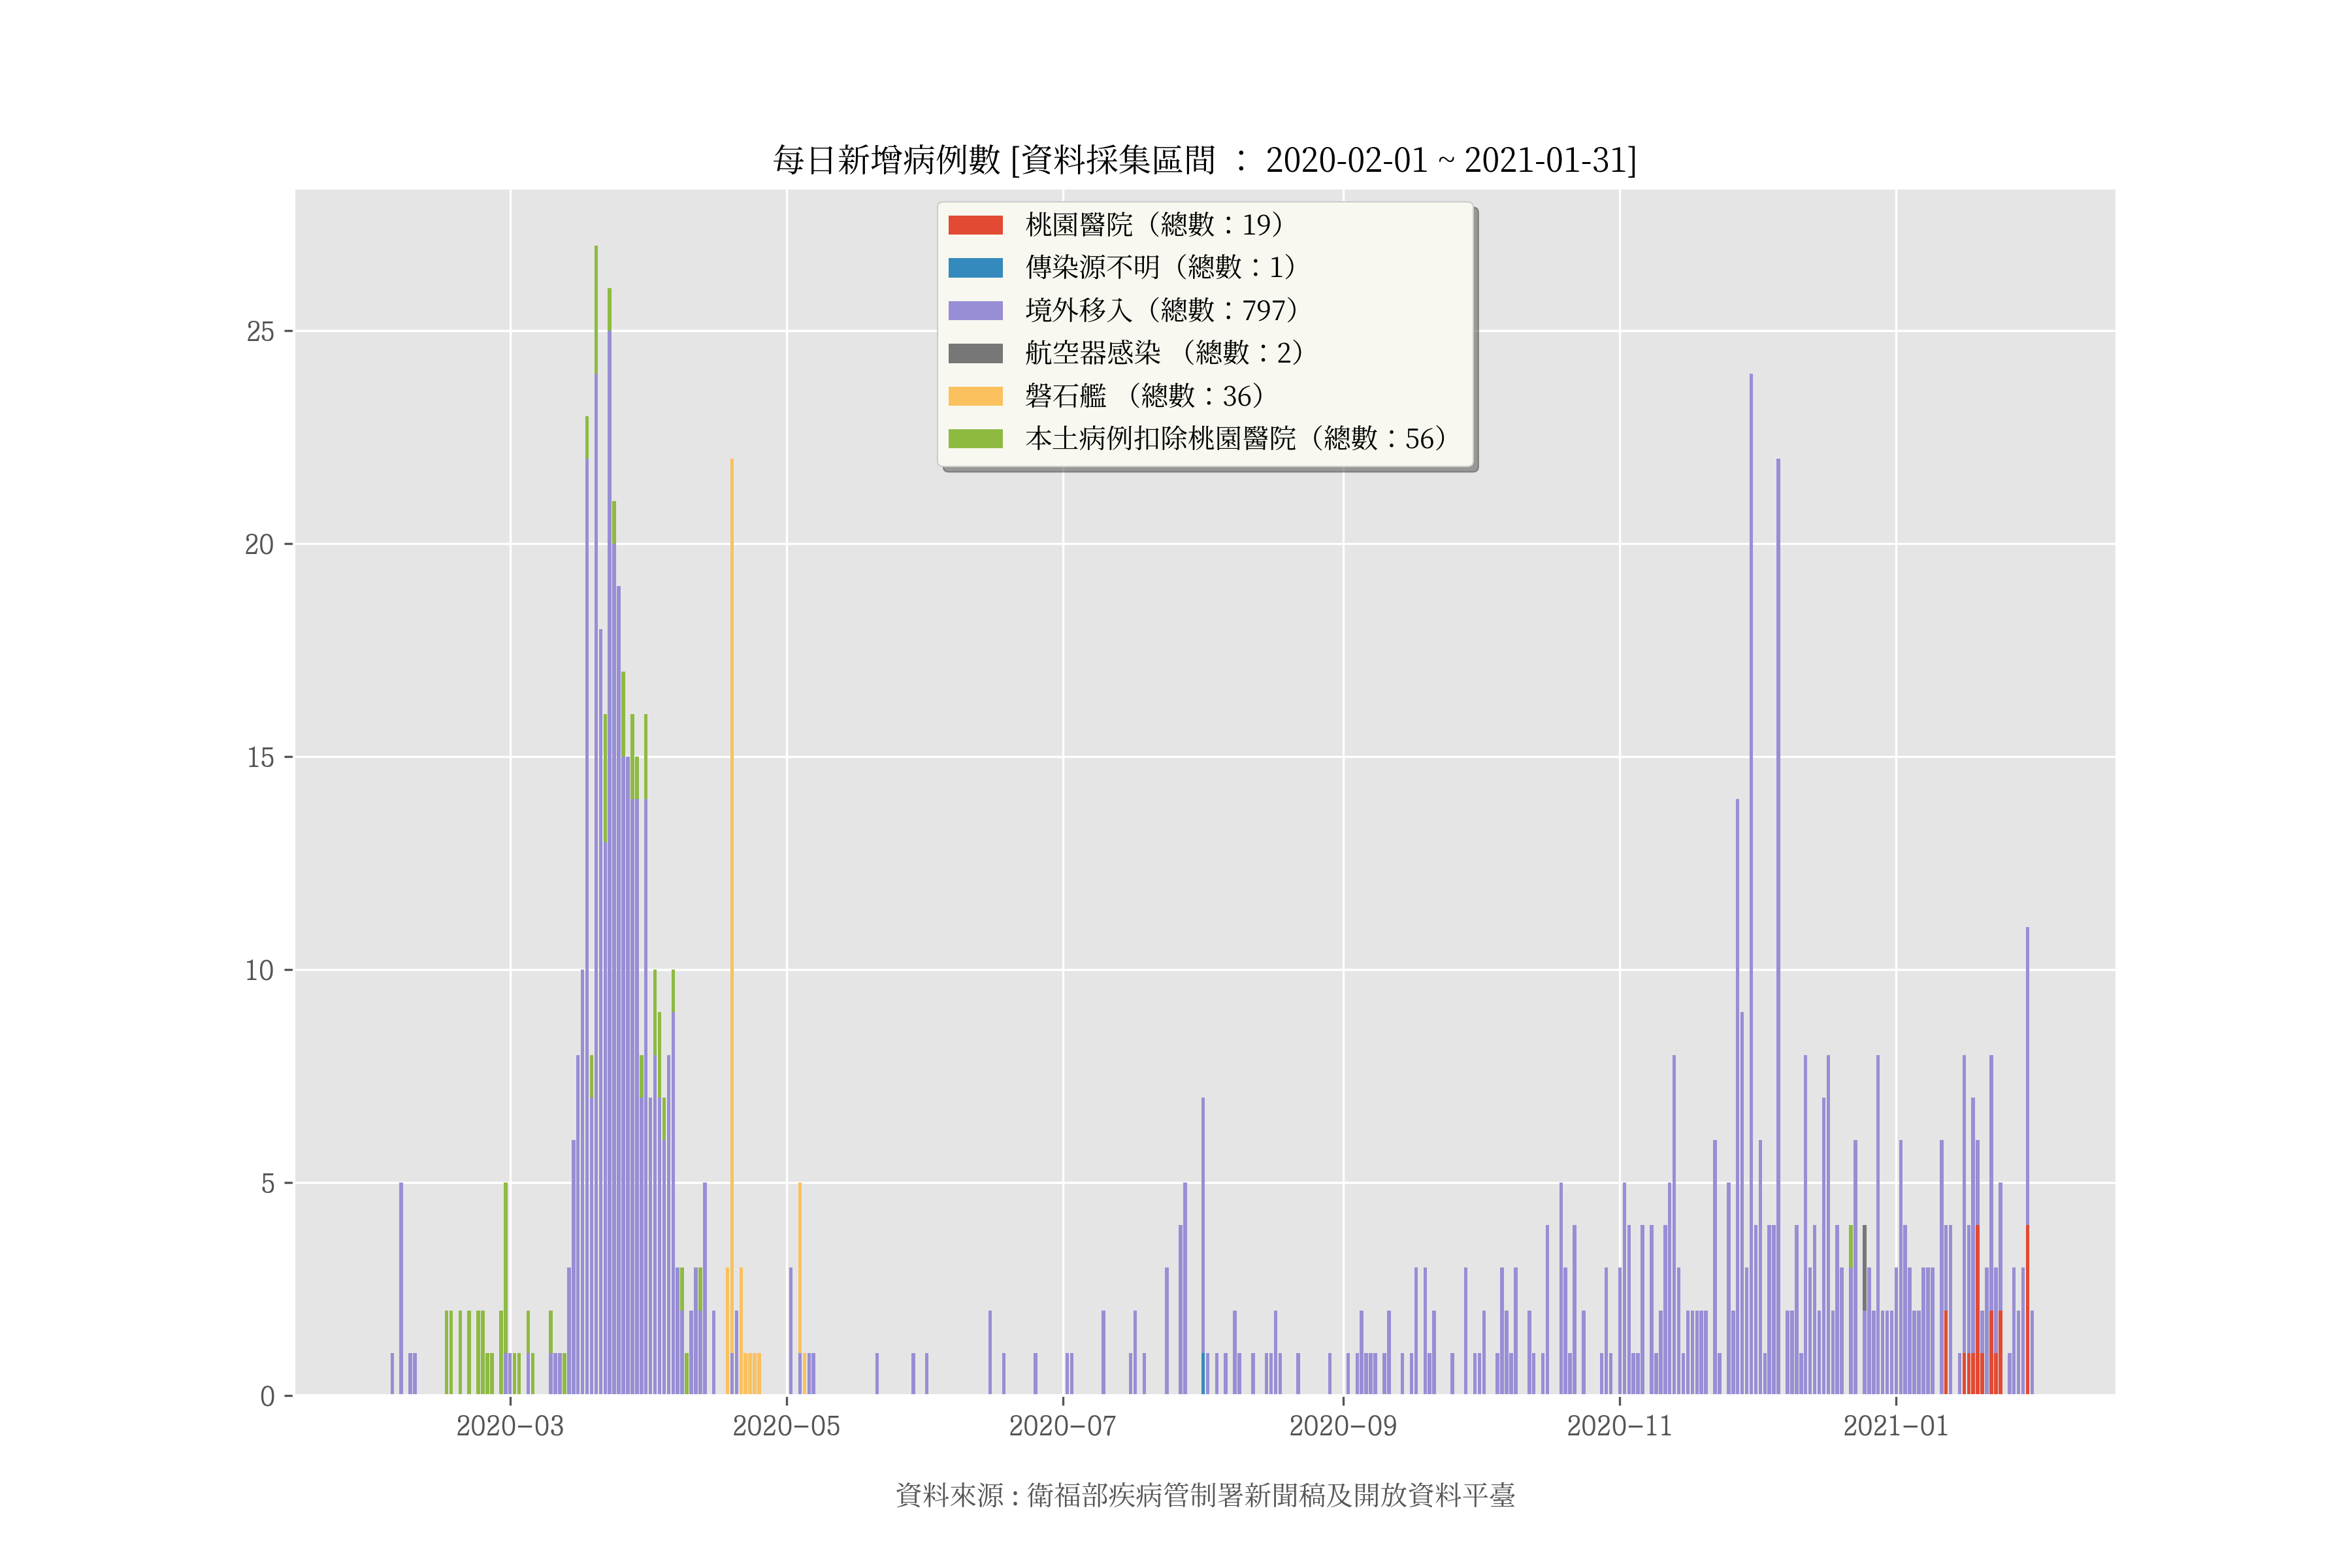 每日新增病例數 [資料採集區間 ： 2020-02-01 ~ 2021-01-31]
桃園醫院（總數：19）
傳染源不明（總數：1）
境外移入（總數：797）
航空器感染 （總數：2）
磐石艦 （總數：36）
本土病例扣除桃園醫院（總數：56）
25
20
15
10
5
0
2020-03
2020-05
2020-07
2020-09
2020-11
2021-01
資料來源 : 衛福部疾病管制署新聞稿及開放資料平臺